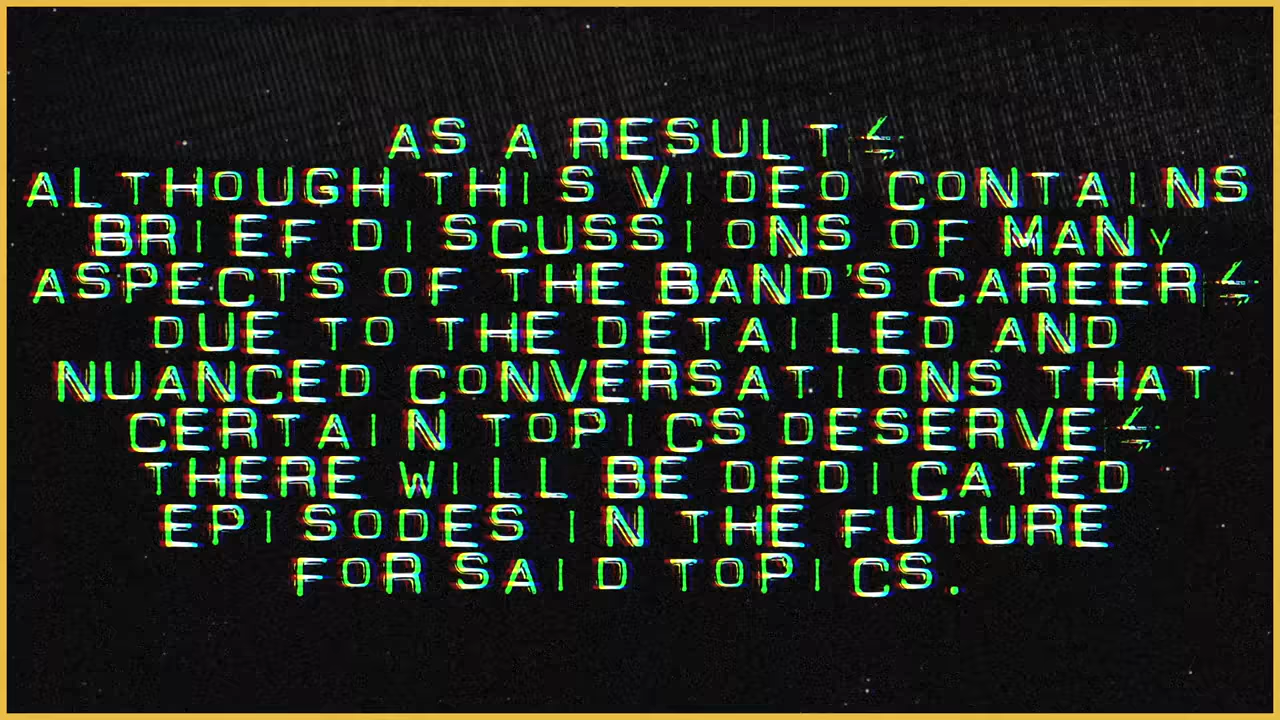 AS A RESULT,
ALTHOUGH THIS VIDEO CONTAINS
BRIEF DISCUSSIONS OF MANY
ASPECTS OF THE BAND'S CAREER,
DUE TO THE DETAILED AND
NUANCED CONVERSATIONS THAT
CERTAIN TOPICS DESERVE,
THERE WILL BE DEDICATED
EPISODES IN THE FUTURE
FOR SAID TOPICS.